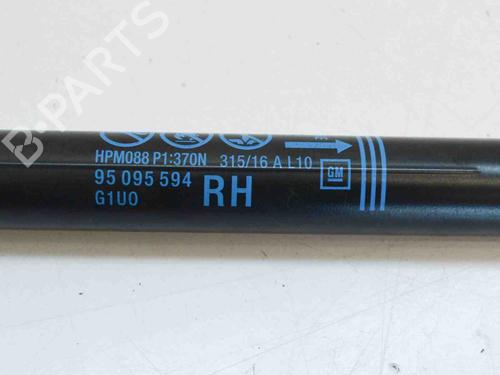 B-PARTS
HPM088 P1:370N 315/16 A L10
95 095 594 RH GM
G1U0